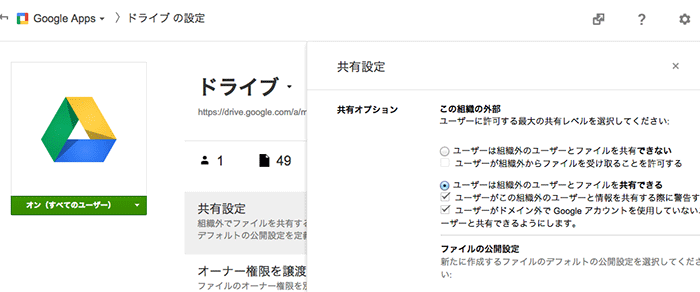 Google Apps
ドライブ の設定
オン（すべてのユーザー）
ドライブ
https://drive.google.com/a/m
1
49
共有設定
組織外でファイルを共有する
デフォルトの公開設定を定
オーナー権限を譲渡
ファイルのオーナー権限を
共有設定
×
共有オプション
この組織の外部
ユーザーに許可する最大の共有レベルを選択してください:
ユーザーは組織外のユーザーとファイルを共有できない
ユーザーが組織外からファイルを受け取ることを許可する
ユーザーは組織外のユーザーとファイルを共有できる
ユーザーがこの組織外のユーザーと情報を共有する際に警告す
ユーザーがドメイン外で Google アカウントを使用していない
ーザーと共有できるようにします。
ファイルの公開設定
新たに作成するファイルのデフォルトの公開設定を選択してくださ
い: